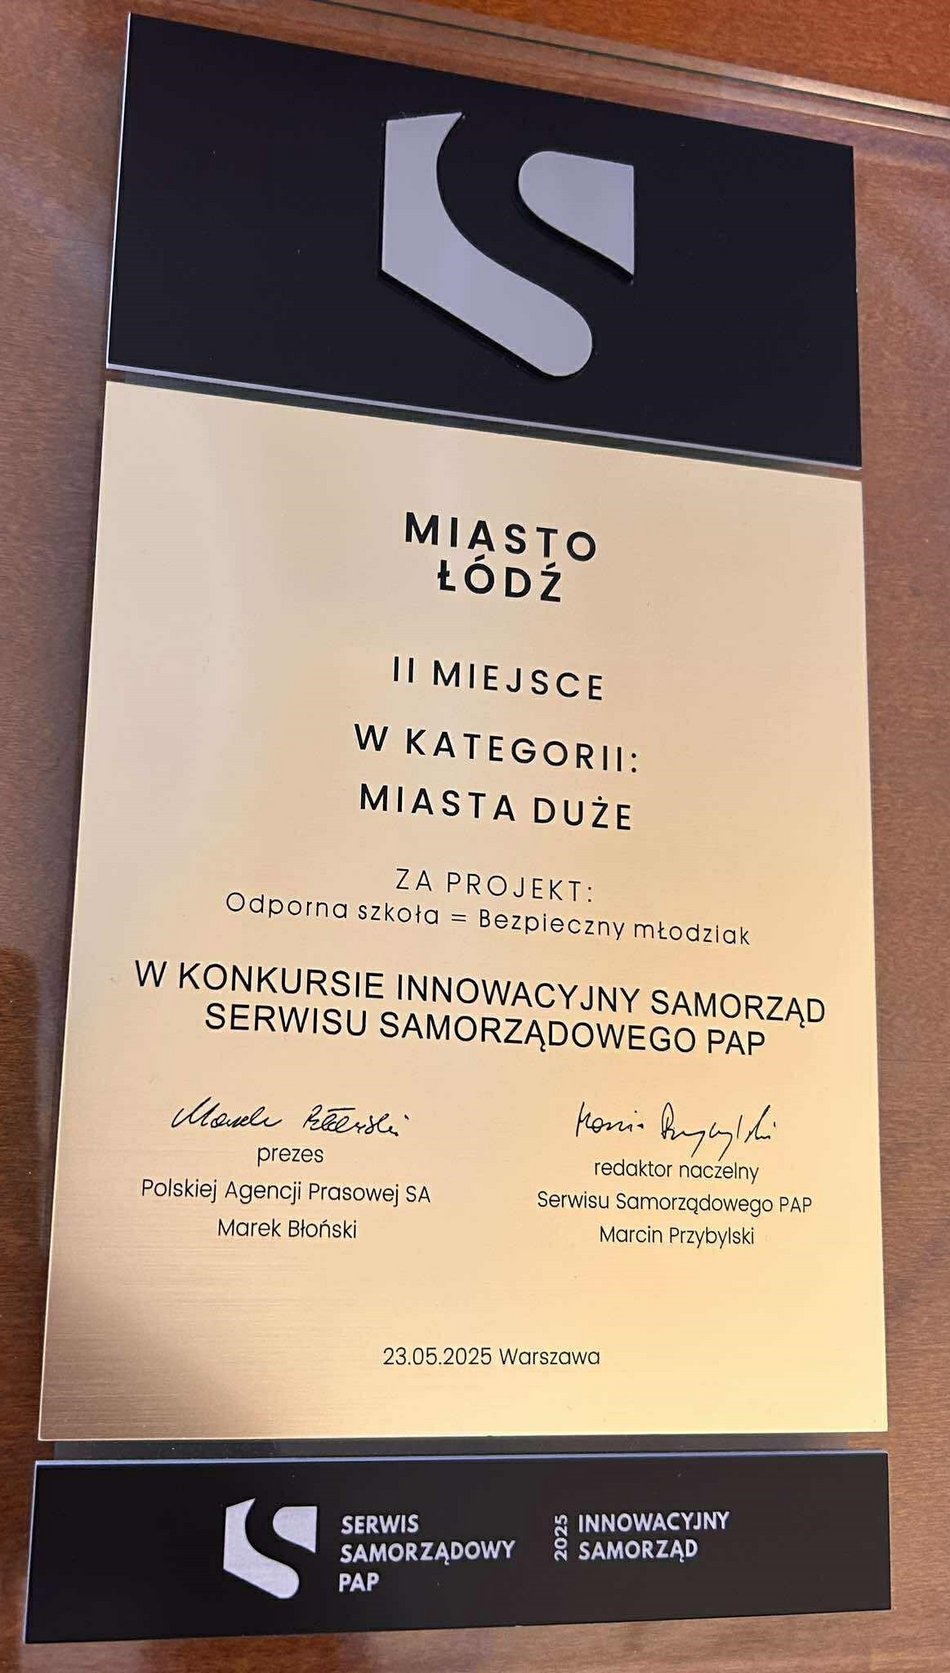 MIASTO
ŁÓDŹ
II MIEJSCE
W KATEGORII:
MIASTA DUŻE
ZA PROJEKT:
Odporna szkoła = Bezpieczny młodziak
W KONKURSIE INNOWACYJNY SAMORZĄD
SERWISU SAMORZĄDOWEGO PAP
prezes
Polskiej Agencji Prasowej SA
Marek Błoński
redaktor naczelny
Serwisu Samorządowego PAP
Marcin Przybylski
23.05.2025 Warszawa
SERWIS
SAMORZĄDOWY
PAP
2025
INNOWACYJNY
SAMORZĄD